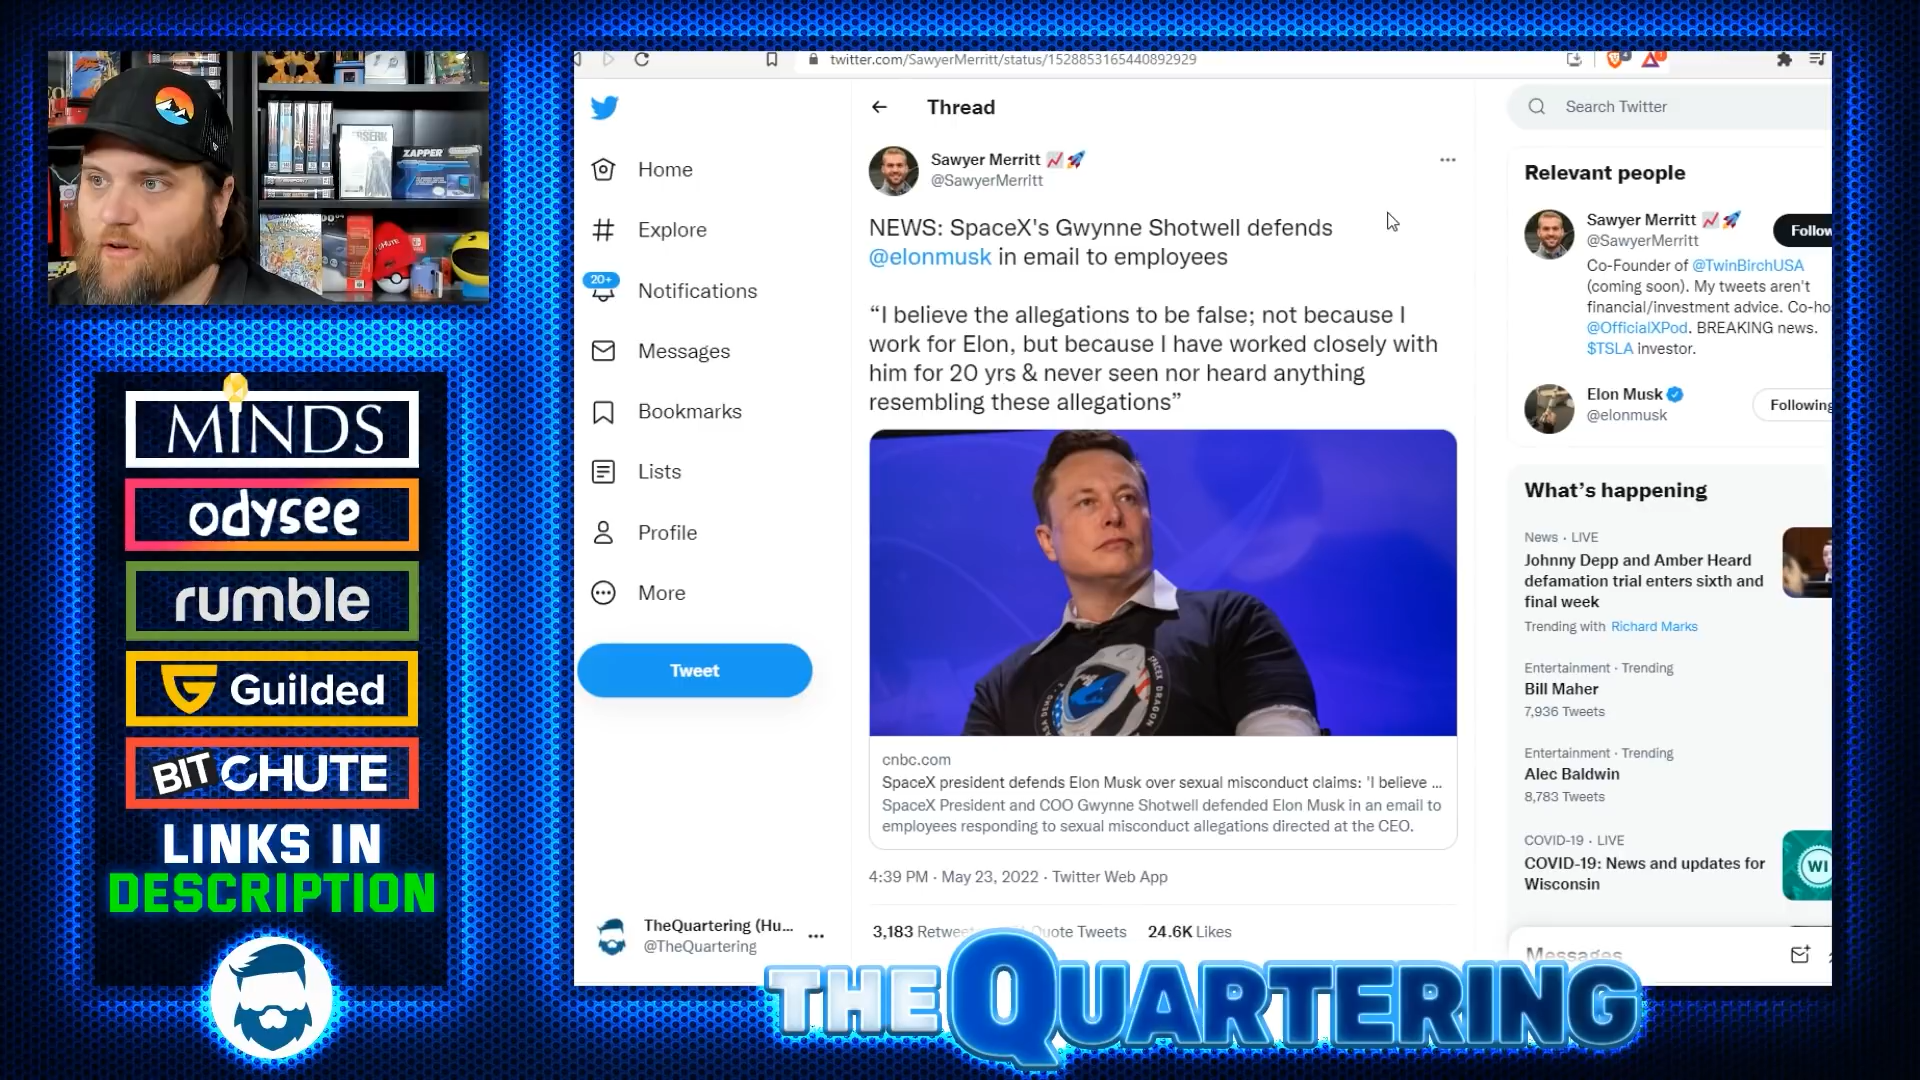 BERSERK
ZAPPER
MINDS
odysee
rumble
Guilded
BITCHUTE
LINKS IN
DESCRIPTION
twitter.com/SawyerMerritt/status/1528853165440892929
Home
Explore
20+
Notifications
Messages
Bookmarks
Lists
Profile
More
Tweet
TheQuartering (Hu...
@TheQuartering
Thread
Sawyer Merritt 📈🚀
@SawyerMerritt
NEWS: SpaceX's Gwynne Shotwell defends
@elonmusk in email to employees
“I believe the allegations to be false; not because I
work for Elon, but because I have worked closely with
him for 20 yrs & never seen nor heard anything
resembling these allegations”
SPACEX DRAGON
cnbc.com
SpaceX president defends Elon Musk over sexual misconduct claims: 'I believe ...
SpaceX President and COO Gwynne Shotwell defended Elon Musk in an email to
employees responding to sexual misconduct allegations directed at the CEO.
4:39 PM · May 23, 2022 · Twitter Web App
3,183 Quote Tweets 24.6K Likes
Search Twitter
Relevant people
Sawyer Merritt 📈🚀
@SawyerMerritt
Follow
Co-Founder of @TwinBirchUSA
(coming soon). My tweets aren't
financial/investment advice. Co-ho
@OfficialXPod. BREAKING news.
$TSLA investor.
Elon Musk
@elonmusk
Following
What's happening
News · LIVE
Johnny Depp and Amber Heard
defamation trial enters sixth and
final week
Trending with Richard Marks
Entertainment · Trending
Bill Maher
7,936 Tweets
Entertainment · Trending
Alec Baldwin
8,783 Tweets
COVID-19 · LIVE
COVID-19: News and updates for
Wisconsin
WI
Messages
THE QUARTERING